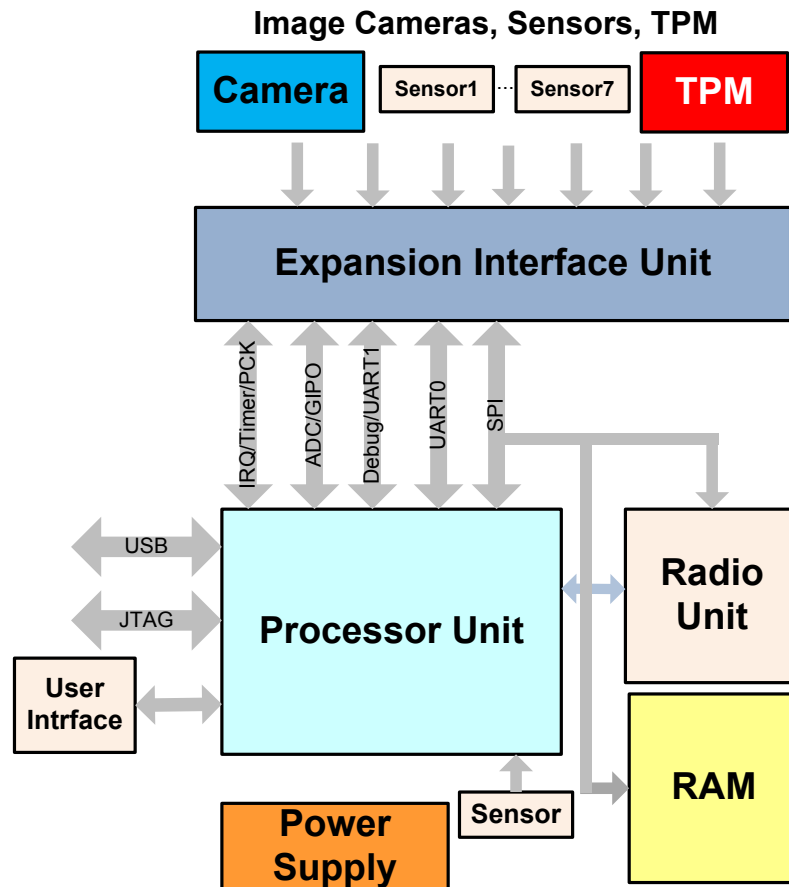 Image Cameras, Sensors, TPM
Camera
Sensor1
...
Sensor7
TPM
Expansion Interface Unit
IRQ/Timer/PCK
ADC/GIPO
Debug/UART1
UART0
SPI
USB
JTAG
Processor Unit
Radio
Unit
User
Intrface
RAM
Sensor
Power
Supply